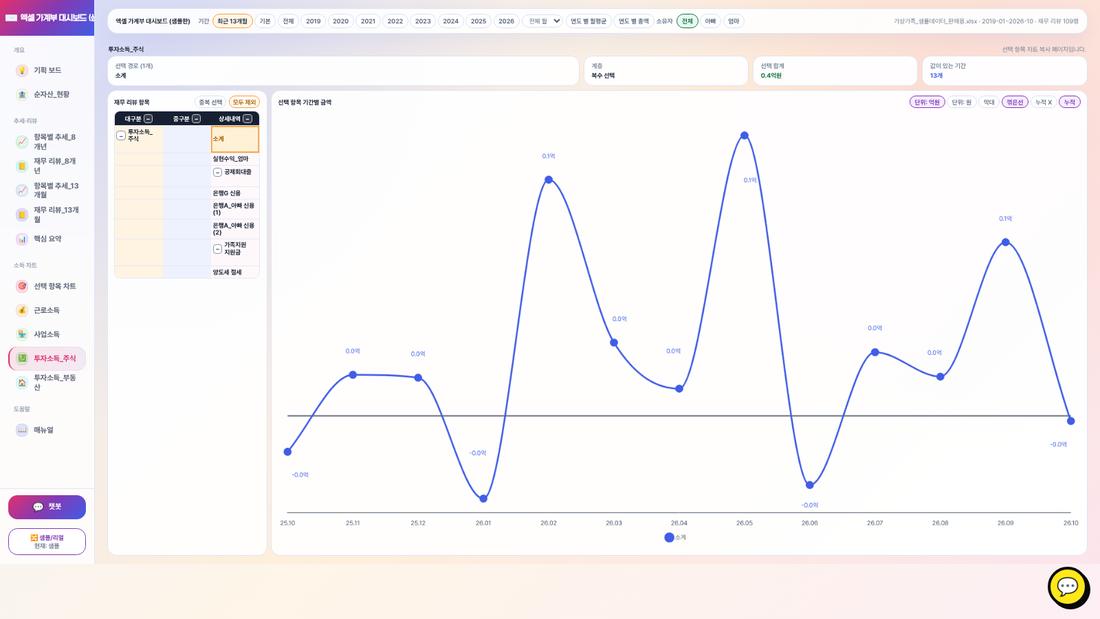 엑셀 가계부 대시보드 (샘
개요
기획 보드
순자산_현황
추세·리뷰
항목별 추세_8
개년
재무 리뷰_8개
년
항목별 추세_13
개월
재무 리뷰_13개
월
핵심 요약
소득 차트
선택 항목 차트
근로소득
사업소득
투자소득_주식
투자소득_부동
산
도움말
매뉴얼
챗봇
샘플/리얼
현재: 샘플
엑셀 가계부 대시보드 (샘플판) 기간 최근 13개월 기본 전체 2019 2020 2021 2022 2023 2024 2025 2026 전체 월 연도 별 월평균 연도 별 총액 소유자 전체 아빠 엄마
가상가족_샘플데이터_판매용.xlsx · 2019-01~2026-10 · 재무 리뷰 109행
투자소득_주식
선택 항목 차트 복사 페이지입니다.
선택 경로 (1개)
소계
계층
복수 선택
선택 합계
0.4억원
값이 있는 기간
13개
재무 리뷰 항목 중복 선택 모두 제외
대구분 − 중구분 − 상세내역 −
− 투자소득_
주식
소계
실현수익_엄마
− 공제회대출
은행G 신용
은행A_아빠 신용
(1)
은행A_아빠 신용
(2)
− 가족지원
지원금
양도세 절세
선택 항목 기간별 금액
단위: 억원 단위: 원 막대 꺾은선 누적 X 누적
-0.0억
0.0억
0.0억
-0.0억
0.1억
0.0억
0.0억
0.1억
-0.0억
0.0억
0.0억
0.1억
-0.0억
25.10 25.11 25.12 26.01 26.02 26.03 26.04 26.05 26.06 26.07 26.08 26.09 26.10
소계